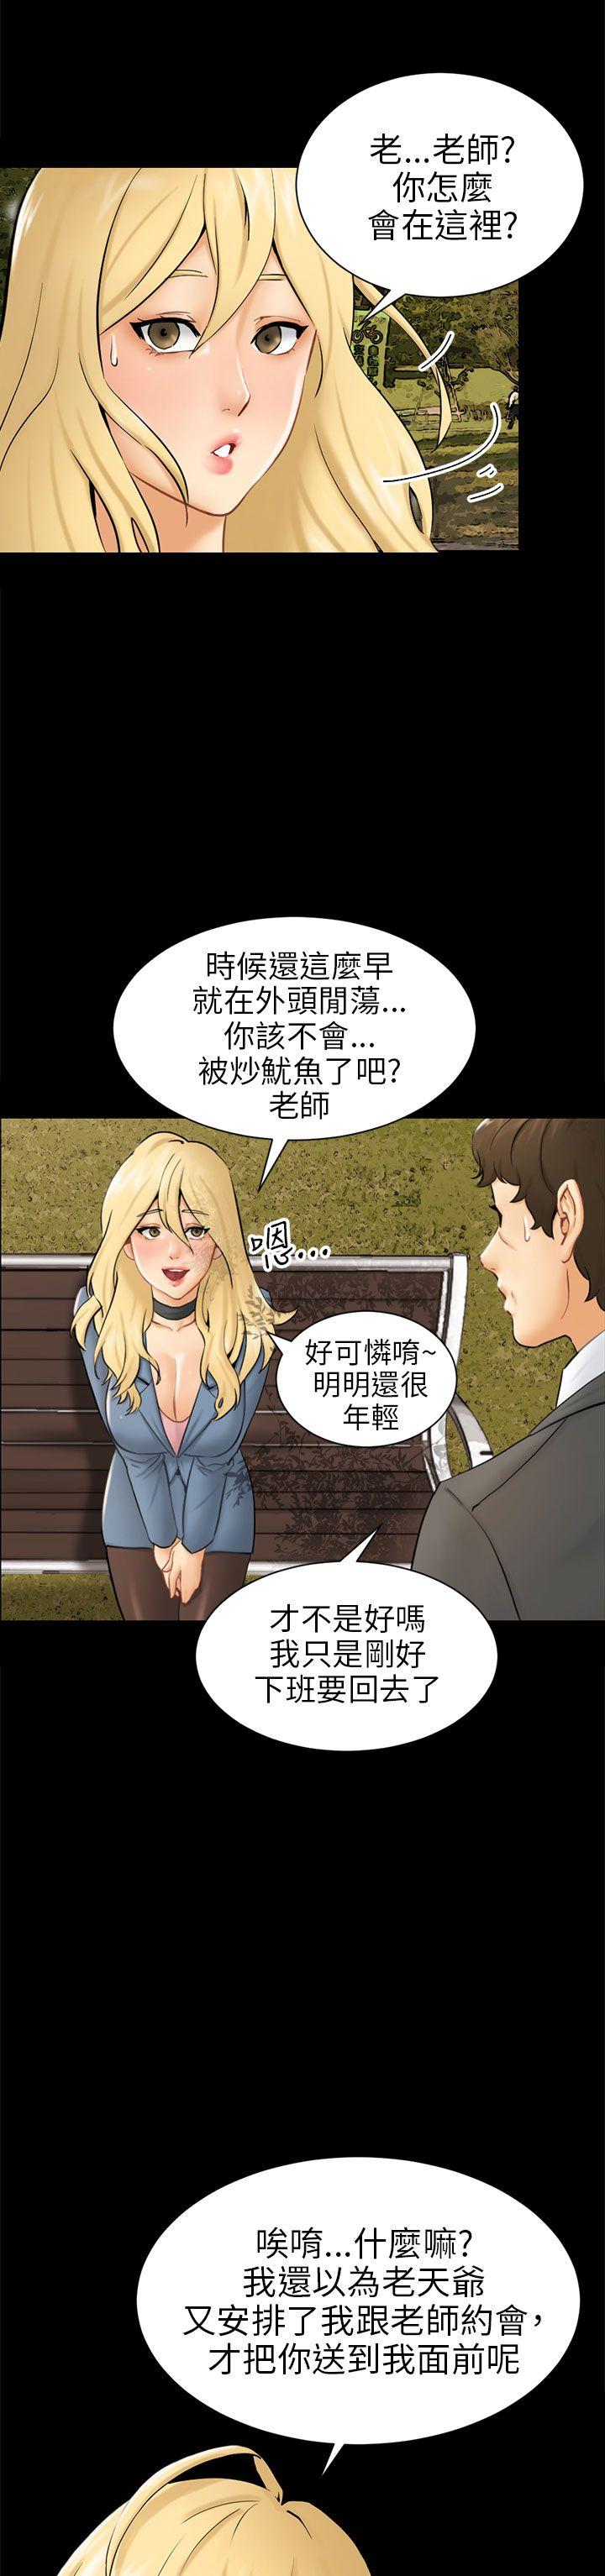 老…老師?
你怎麼
會在這裡?
時候還這麼早
就在外頭閒蕩…
你該不會…
被炒魷魚了吧?
老師
嗯…
好可憐唷~
明明還很
年輕
才不是好嗎
我只是剛好
下班要回去了
唉唷…什麼嘛?
我還以為老天爺
又安排了我跟老師約會，
才把你送到我面前呢